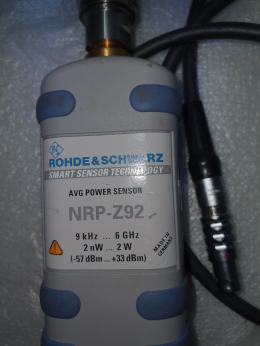 ROHDE&SCHWARZ
SMART SENSOR TECHNOLOGY
AVG POWER SENSOR
NRP-Z92
9 kHz ... 6 GHz
2 nW ... 2 W
(-57 dBm ... +33 dBm)
MADE IN
GERMANY